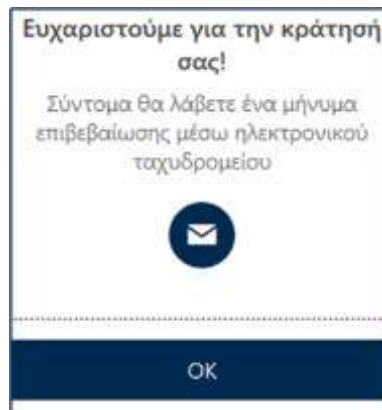 Ευχαριστούμε για την κράτησή
σας!
Σύντομα θα λάβετε ένα μήνυμα
επιβεβαίωσης μέσω ηλεκτρονικού
ταχυδρομείου
OK